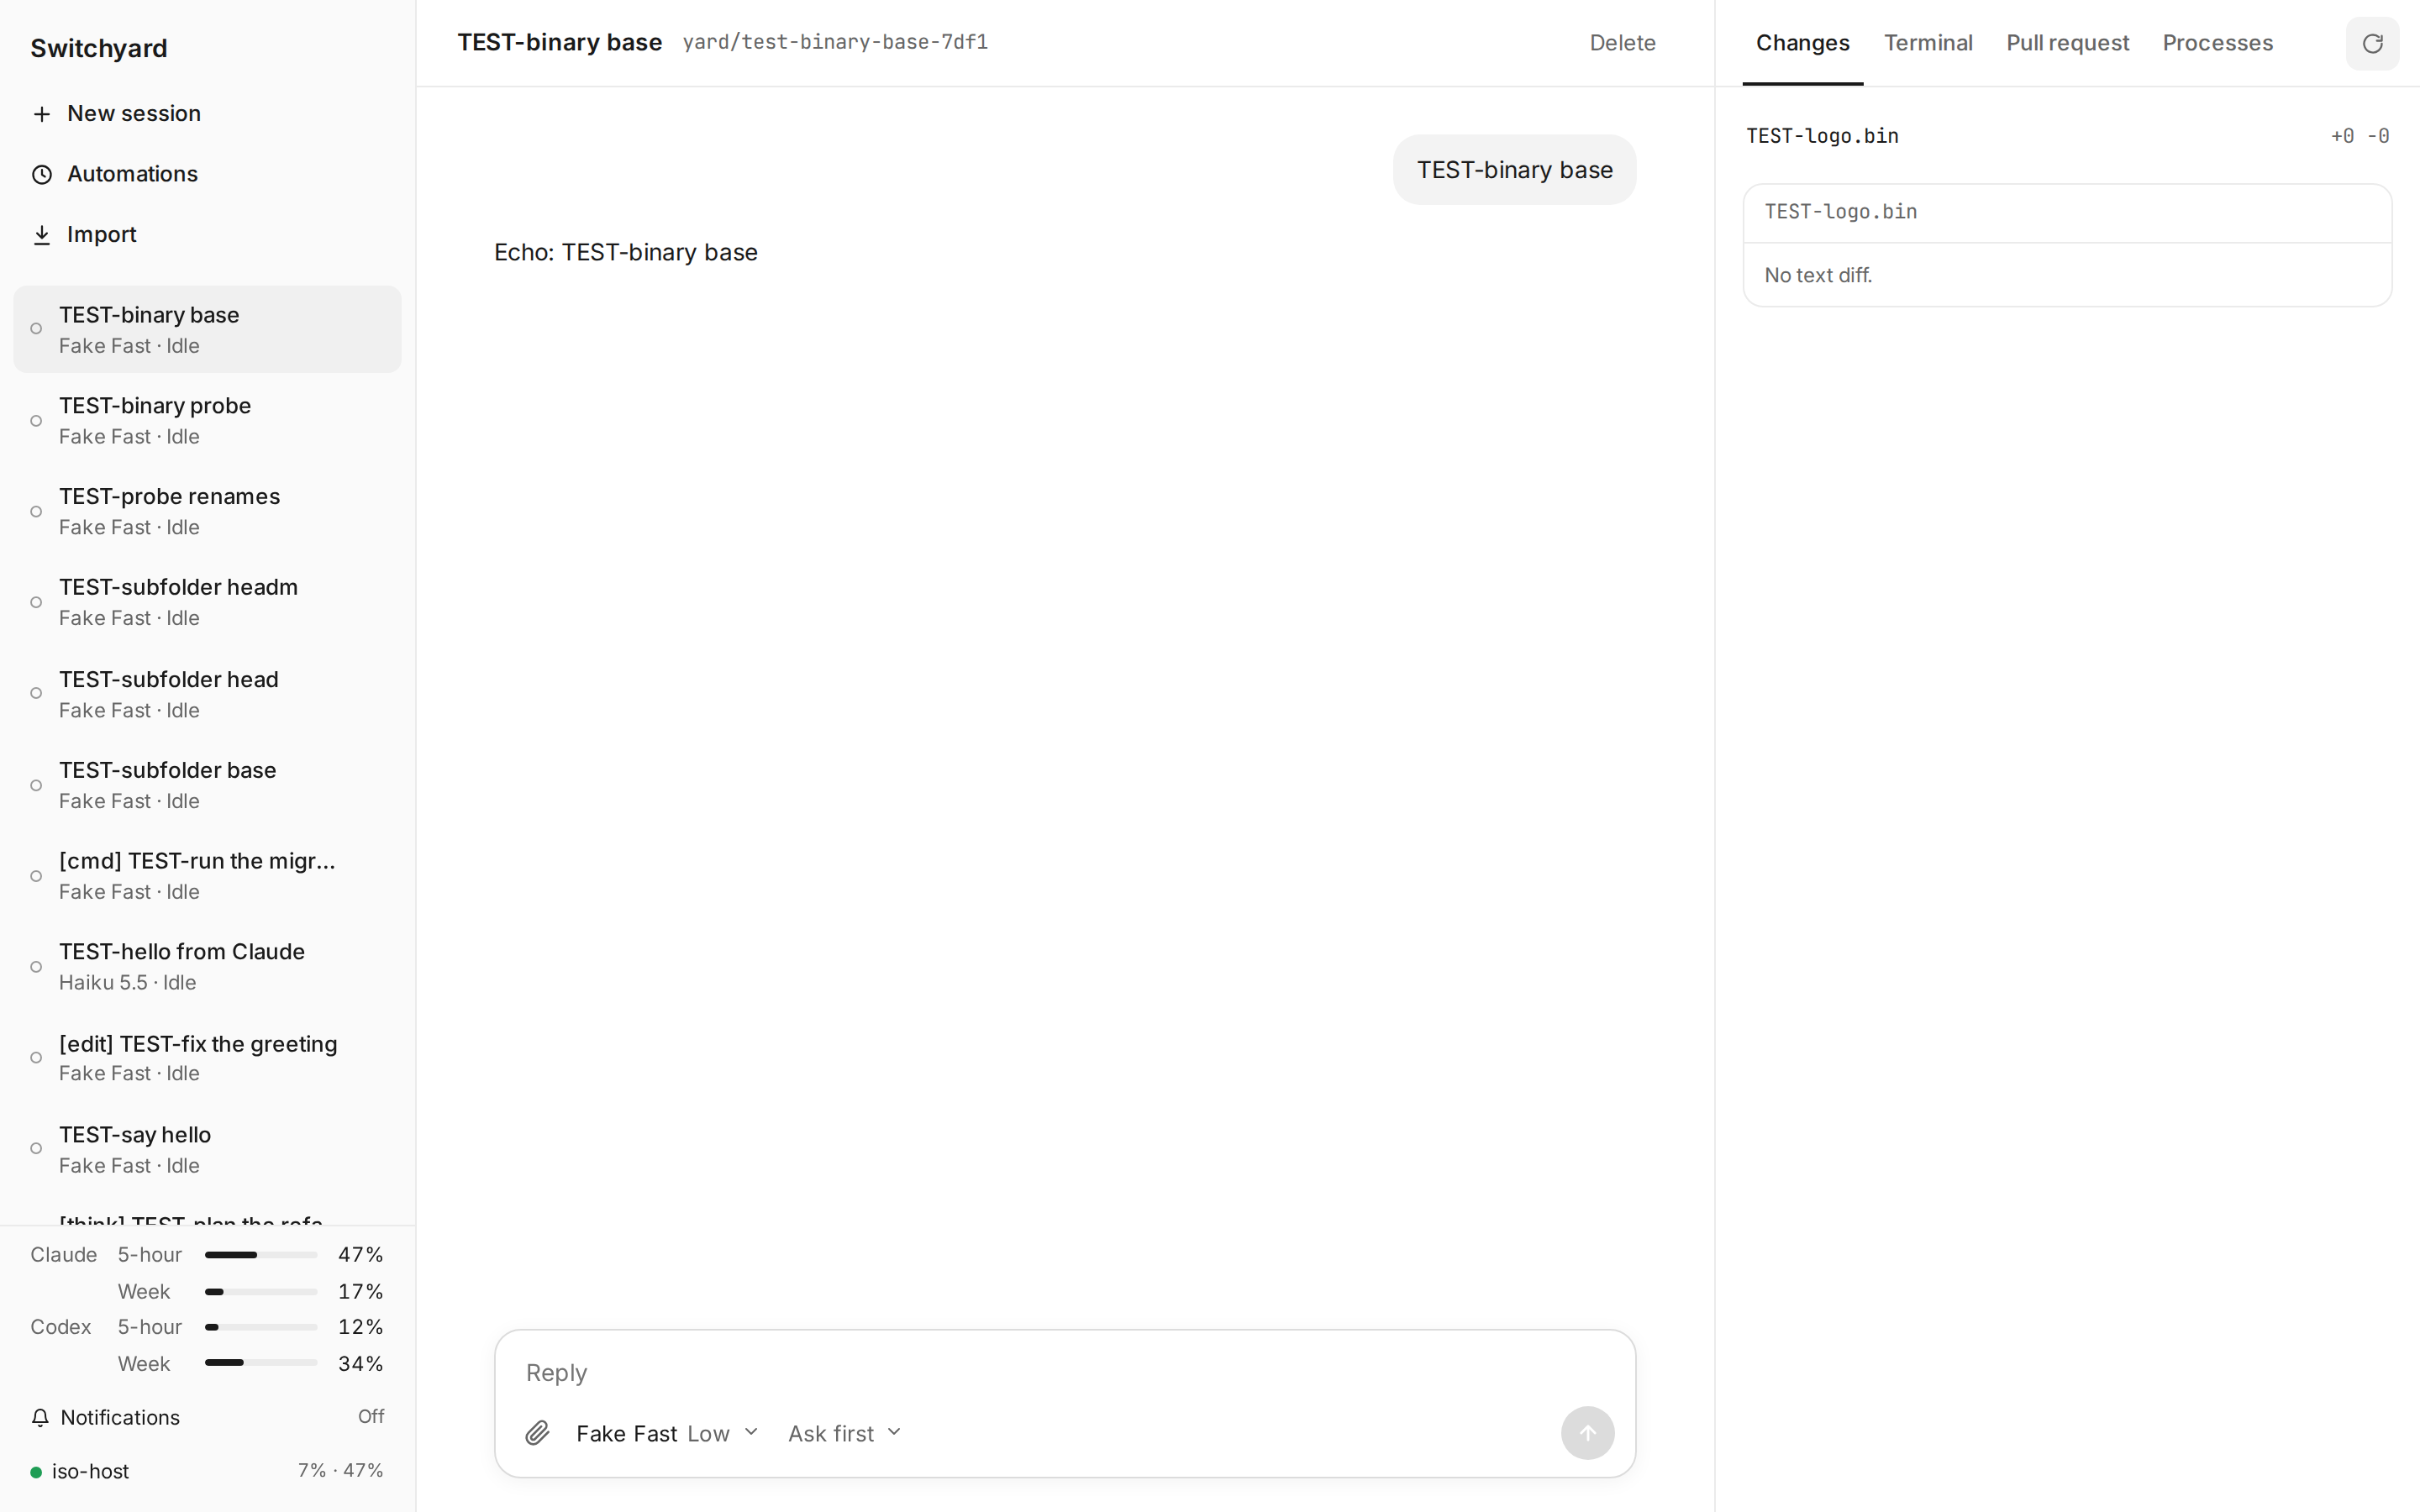 Switchyard
New session
Automations
Import
TEST-binary base
Fake Fast · Idle
TEST-binary probe
Fake Fast · Idle
TEST-probe renames
Fake Fast · Idle
TEST-subfolder headm
Fake Fast · Idle
TEST-subfolder head
Fake Fast · Idle
TEST-subfolder base
Fake Fast · Idle
[cmd] TEST-run the migr...
Fake Fast · Idle
TEST-hello from Claude
Haiku 5.5 · Idle
[edit] TEST-fix the greeting
Fake Fast · Idle
TEST-say hello
Fake Fast · Idle
[think] TEST-plan the refa...
Claude 5-hour 47%
Week 17%
Codex 5-hour 12%
Week 34%
Notifications Off
iso-host 7% · 47%
TEST-binary base yard/test-binary-base-7df1 Delete
TEST-binary base
Echo: TEST-binary base
Reply
Fake Fast Low Ask first
Changes Terminal Pull request Processes
TEST-logo.bin +0 -0
TEST-logo.bin
No text diff.